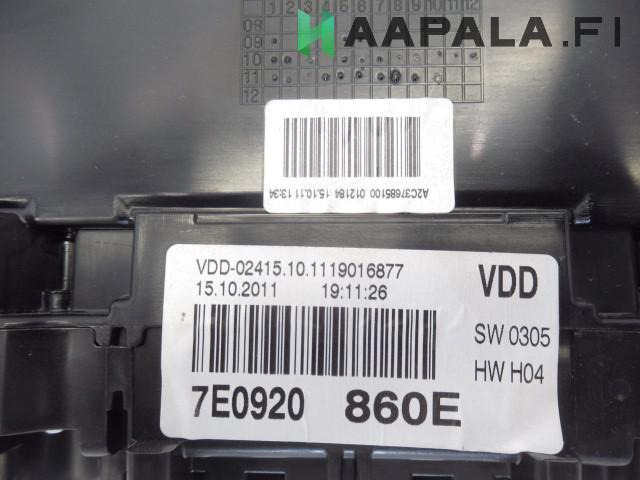 HAAPALA.FI
1 2 3 4 5 6 7 8 9 10 11 12
08
09
10
11
12
A2C37685100 012184 15.10.11 13:34
VDD-02415.10.1119016877
15.10.2011 19:11:26
VDD
SW 0305
HW H04
7E0920 860E